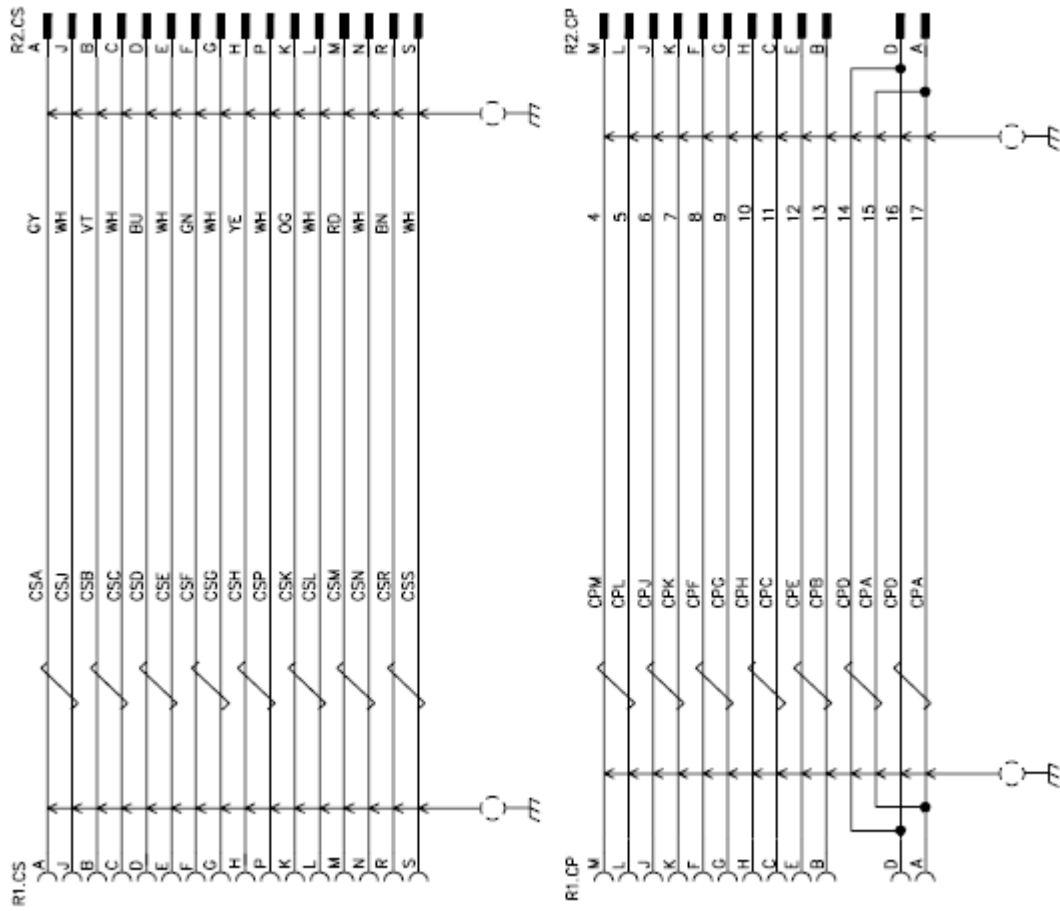 R2.CS
A
J
B
C
D
E
F
G
H
P
K
L
M
N
R
S
GY
WH
VT
WH
BU
WH
GN
WH
YE
WH
OG
WH
RD
WH
BN
WH
CSA
CSJ
CSB
CSC
CSD
CSE
CSF
CSG
CSH
CSP
CSK
CSL
CSM
CSN
CSR
CSS
R1.CS
A
J
B
C
D
E
F
G
H
P
K
L
M
N
R
S
R2.CP
M
L
J
K
F
G
H
C
E
B
D
A
4
5
6
7
8
9
10
11
12
13
14
15
16
17
CPM
CPL
CPJ
CPK
CPF
CPG
CPH
CPC
CPE
CPB
CPD
CPA
CPD
CPA
R1.CP
M
L
J
K
F
G
H
C
E
B
D
A